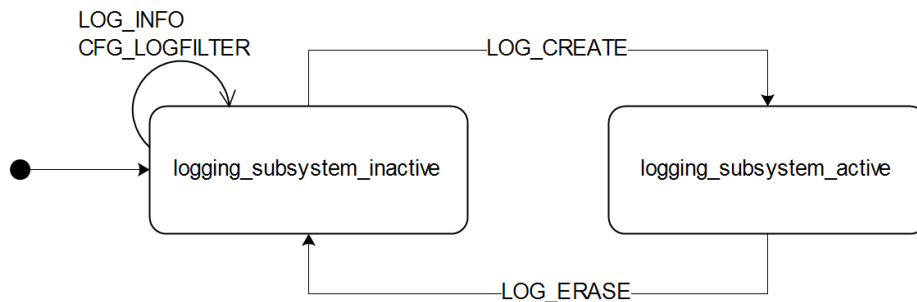 LOG_INFO
CFG_LOGFILTER
LOG_CREATE
logging_subsystem_inactive
logging_subsystem_active
LOG_ERASE